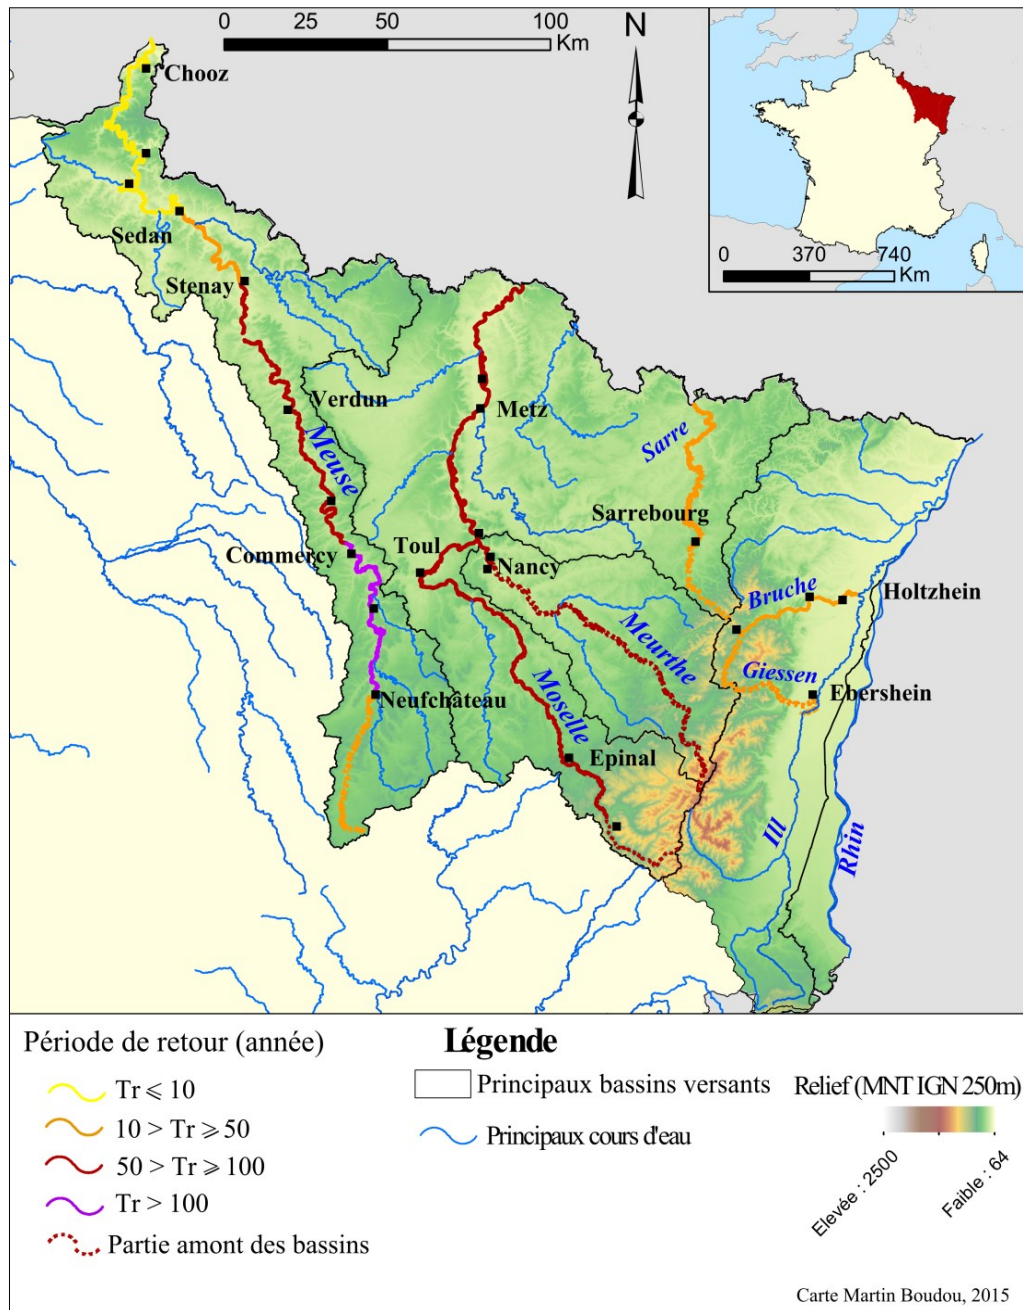 0 50 100
Km
N
Chooz
0 370 740
Km
Sedan
Stenay
Verdun
Metz
Meuse
Sarre
Sarrebourg
Commercy
Toul
Nancy
Bruche
Holtzhein
Meurthe
Giessen
Ebershein
Neufchâteau
Moselle
Epinal
Ill
Rhin
Période de retour (année)
Légende
Tr ⩽ 10
10 > Tr ⩾ 50
50 > Tr ⩾ 100
Tr > 100
Partie amont des bassins
Principaux bassins versants
Principaux cours d'eau
Relief (MNT IGN 250m)
Elevée : 2500
Faible : 64
Carte Martin Boudou, 2015